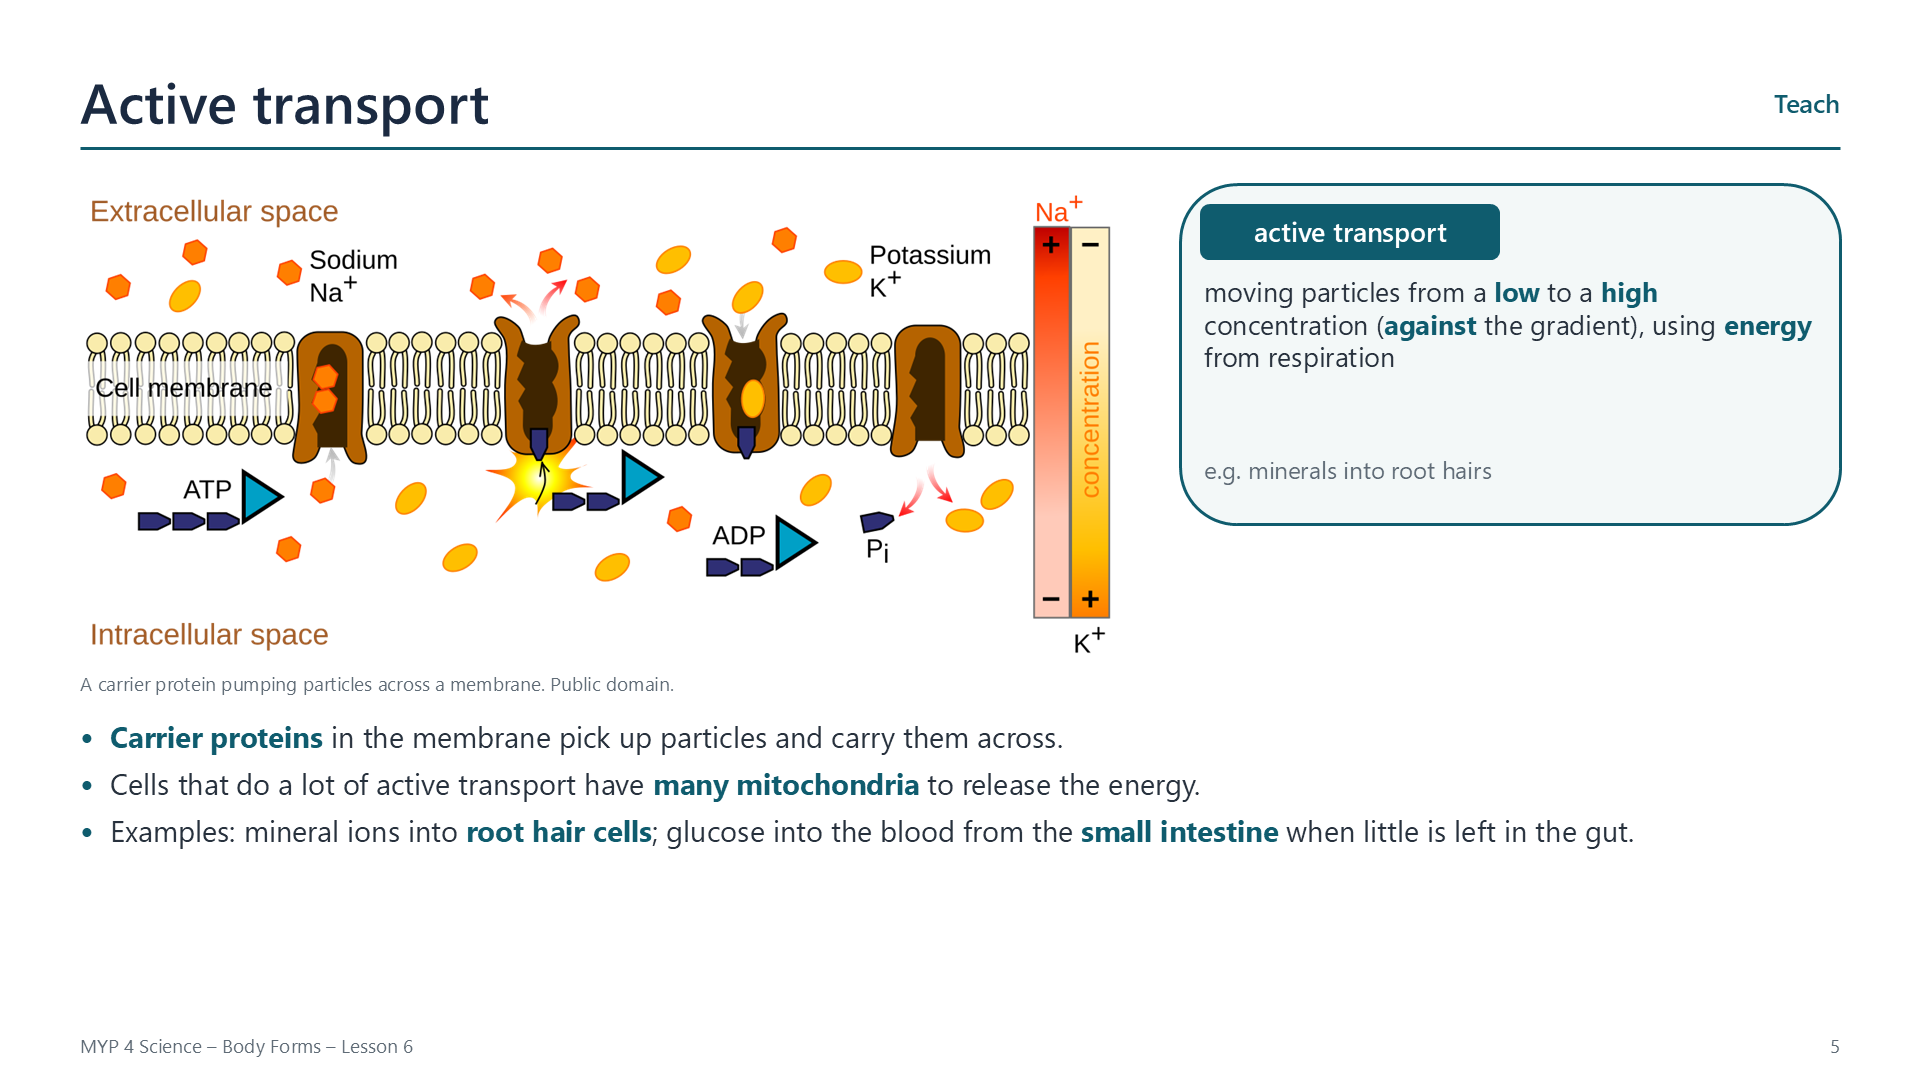 Active transport
Teach
Extracellular space
Sodium
Na+
Potassium
K+
Na+
+ −
Cell membrane
concentration
ATP
ADP
Pi
− +
K+
Intracellular space
active transport
moving particles from a low to a high
concentration (against the gradient), using energy
from respiration
e.g. minerals into root hairs
A carrier protein pumping particles across a membrane. Public domain.
• Carrier proteins in the membrane pick up particles and carry them across.
• Cells that do a lot of active transport have many mitochondria to release the energy.
• Examples: mineral ions into root hair cells; glucose into the blood from the small intestine when little is left in the gut.
MYP 4 Science – Body Forms – Lesson 6
5